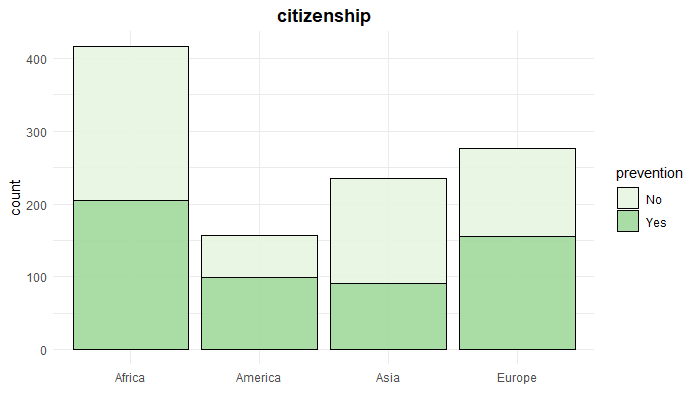 citizenship
count
400
300
200
100
0
Africa
America
Asia
Europe
prevention
No
Yes